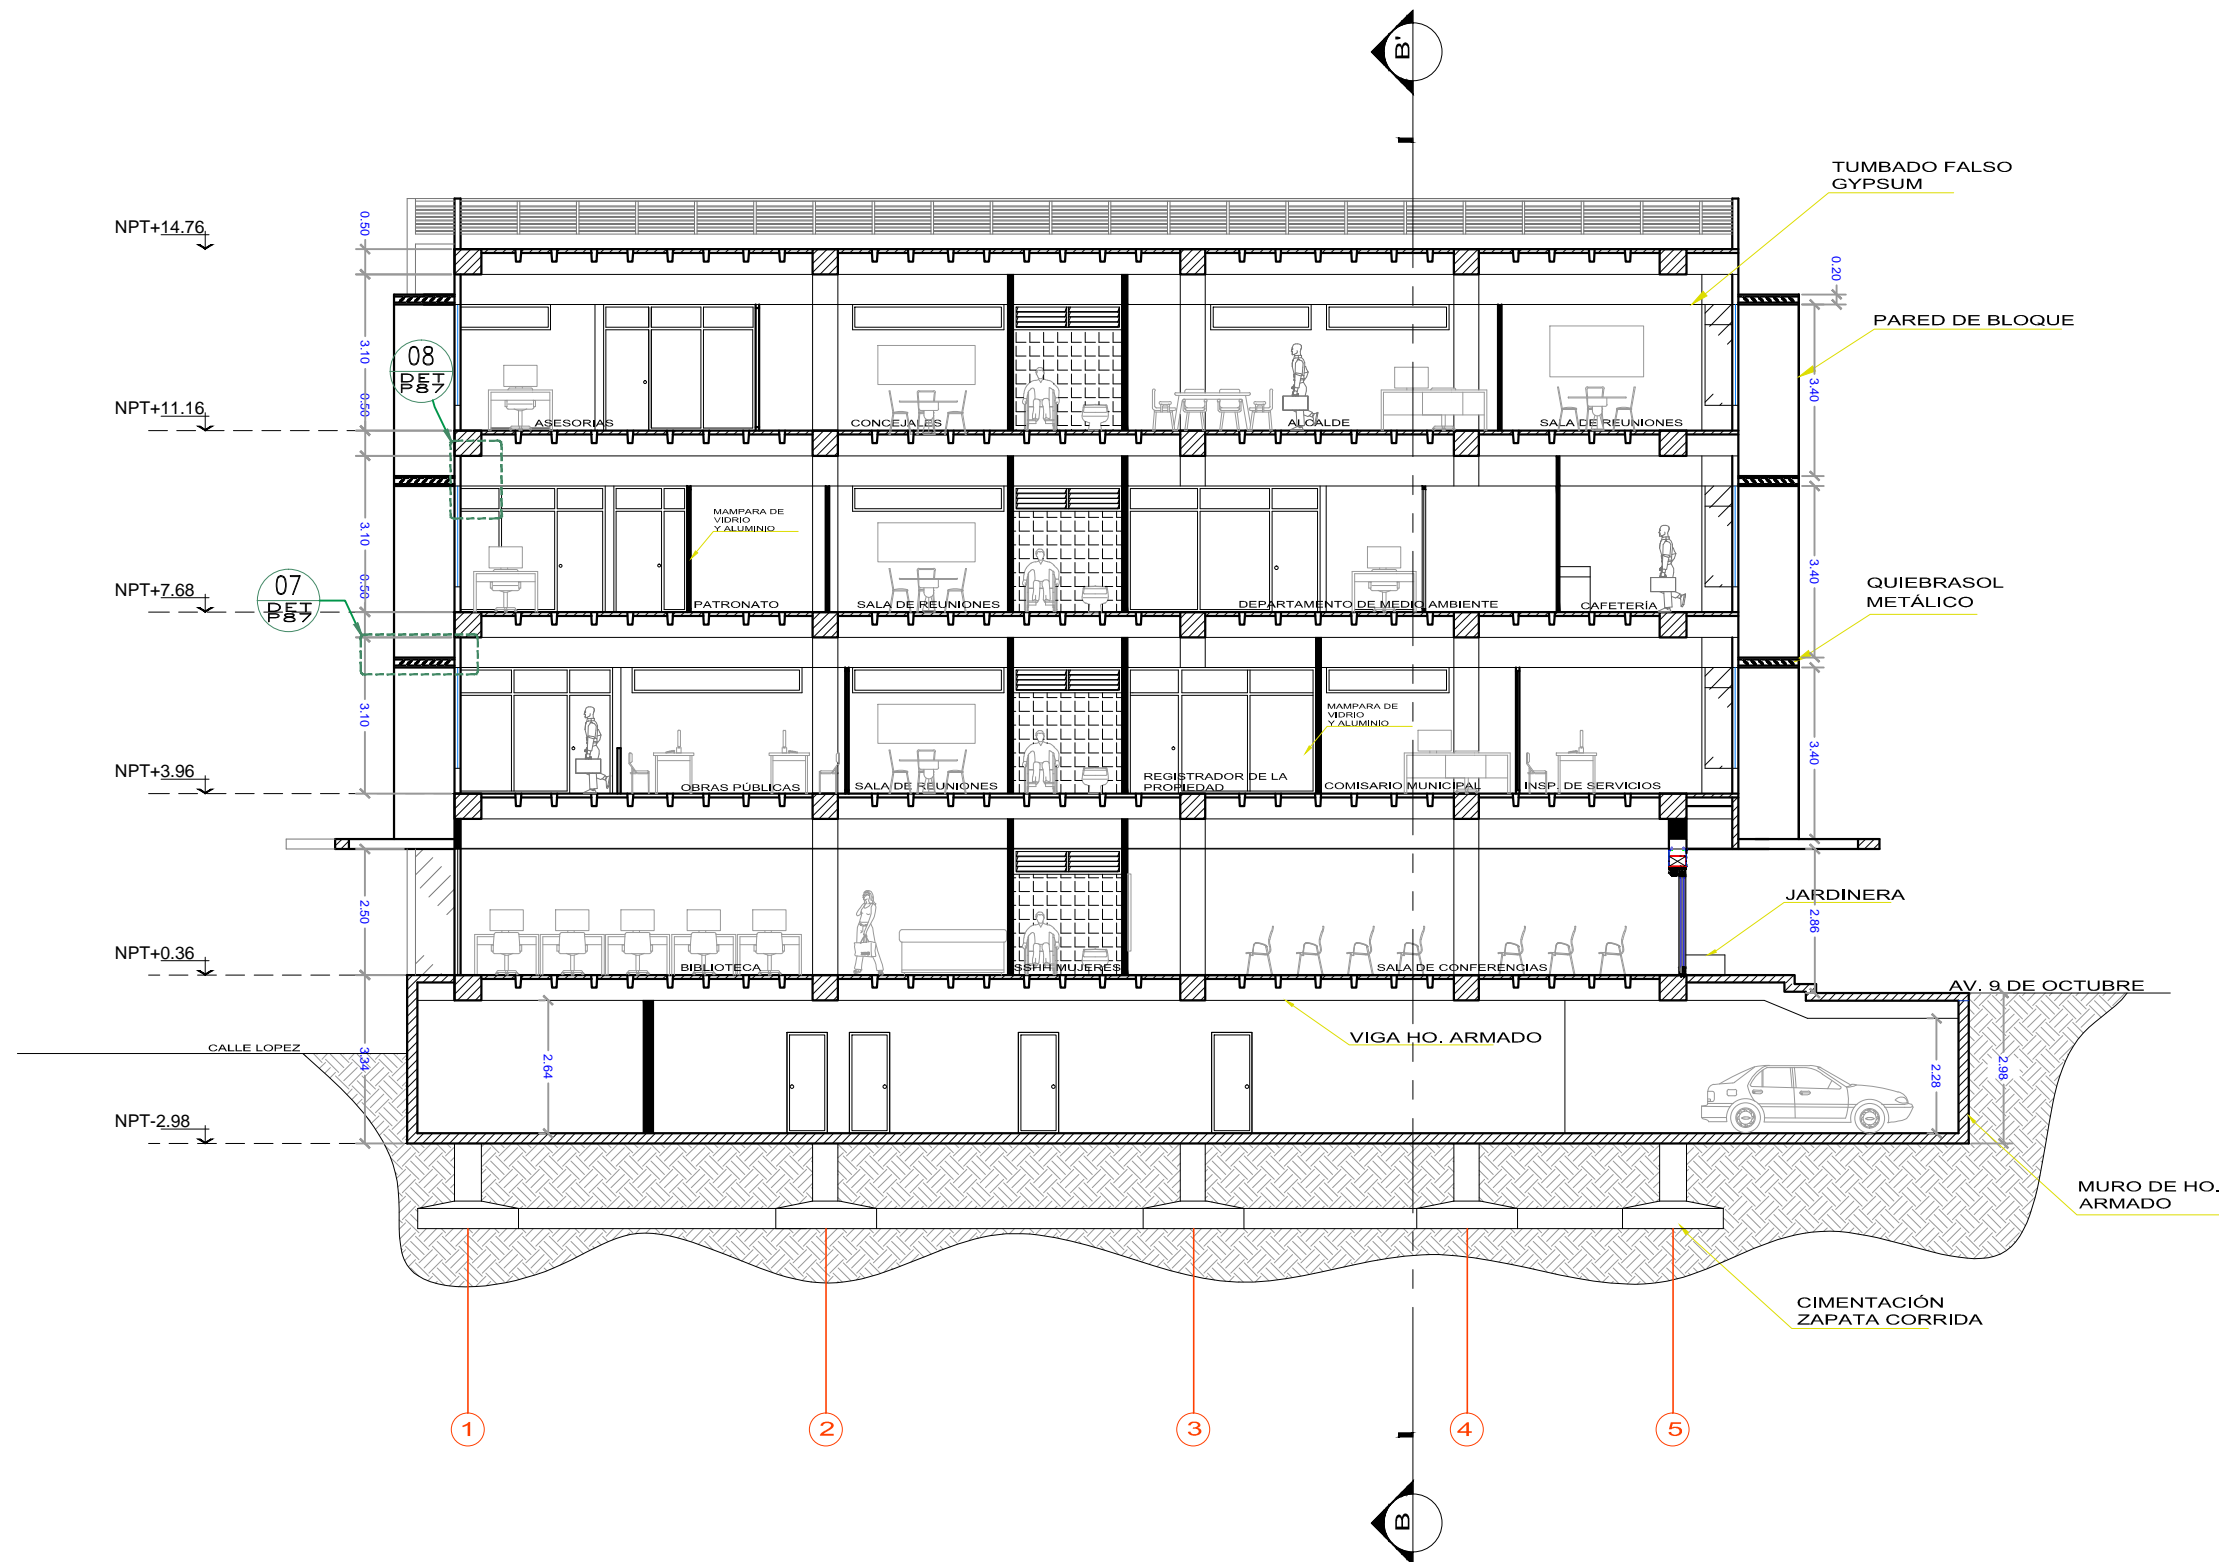 B'
TUMBADO FALSO
GYPSUM
NPT+14.76
0.50
0.20
PARED DE BLOQUE
3.10
08
DET
P87
3.40
NPT+11.16
0.50
ASESORIAS
CONCEJALES
ALCALDE
SALA DE REUNIONES
MAMPARA DE
VIDRIO
Y ALUMINIO
3.10
3.40
QUIEBRASOL
METÁLICO
NPT+7.68
07
DET
P87
0.50
PATRONATO
SALA DE REUNIONES
DEPARTAMENTO DE MEDIO AMBIENTE
CAFETERÍA
3.10
MAMPARA DE
VIDRIO
Y ALUMINIO
3.40
NPT+3.96
OBRAS PÚBLICAS
SALA DE REUNIONES
REGISTRADOR DE LA
PROPIEDAD
COMISARIO MUNICIPAL
INSP. DE SERVICIOS
2.50
JARDINERA
2.86
NPT+0.36
BIBLIOTECA
SSHH MUJERES
SALA DE CONFERENCIAS
AV. 9 DE OCTUBRE
CALLE LOPEZ
3.34
2.64
VIGA HO. ARMADO
2.28
2.98
NPT-2.98
MURO DE HO.
ARMADO
CIMENTACIÓN
ZAPATA CORRIDA
1
2
3
4
5
B